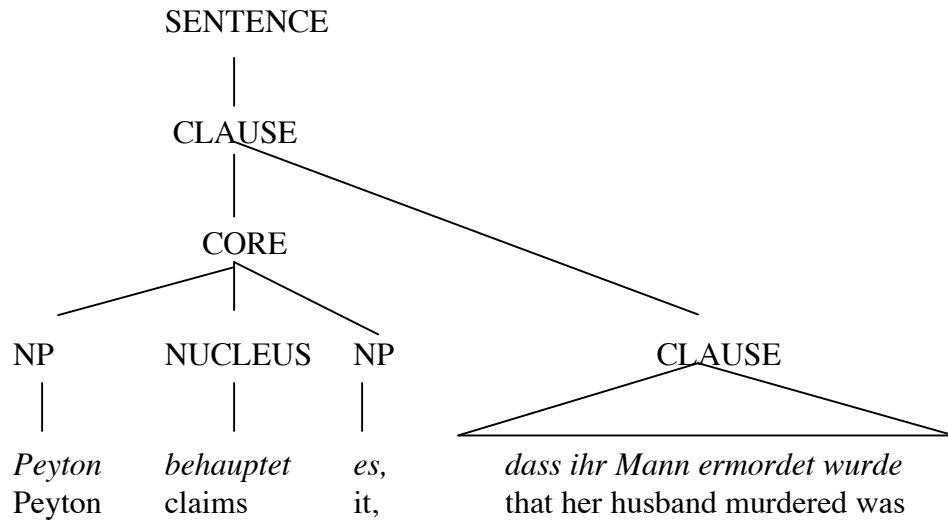 SENTENCE
CLAUSE
CORE
NP NUCLEUS NP CLAUSE
Peyton behauptet es, dass ihr Mann ermordet wurde
Peyton claims it, that her husband murdered was